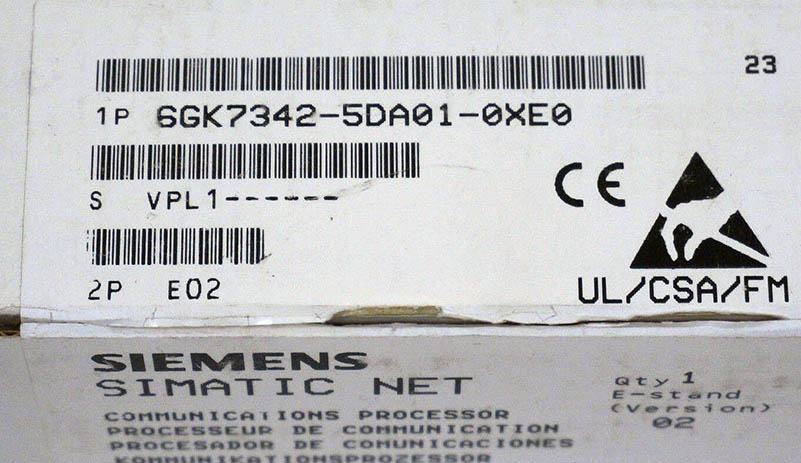 23
1P 6GK7342-5DA01-0XE0
S VPL1------
CE
2P E02
UL/CSA/FM
SIEMENS
SIMATIC NET
COMMUNICATIONS PROCESSOR
PROCESSEUR DE COMMUNICATION
PROCESADOR DE COMUNICACIONES
KOMMUNIKATIONSPROZESSOR
Qty 1
E-stand
(Version)
02